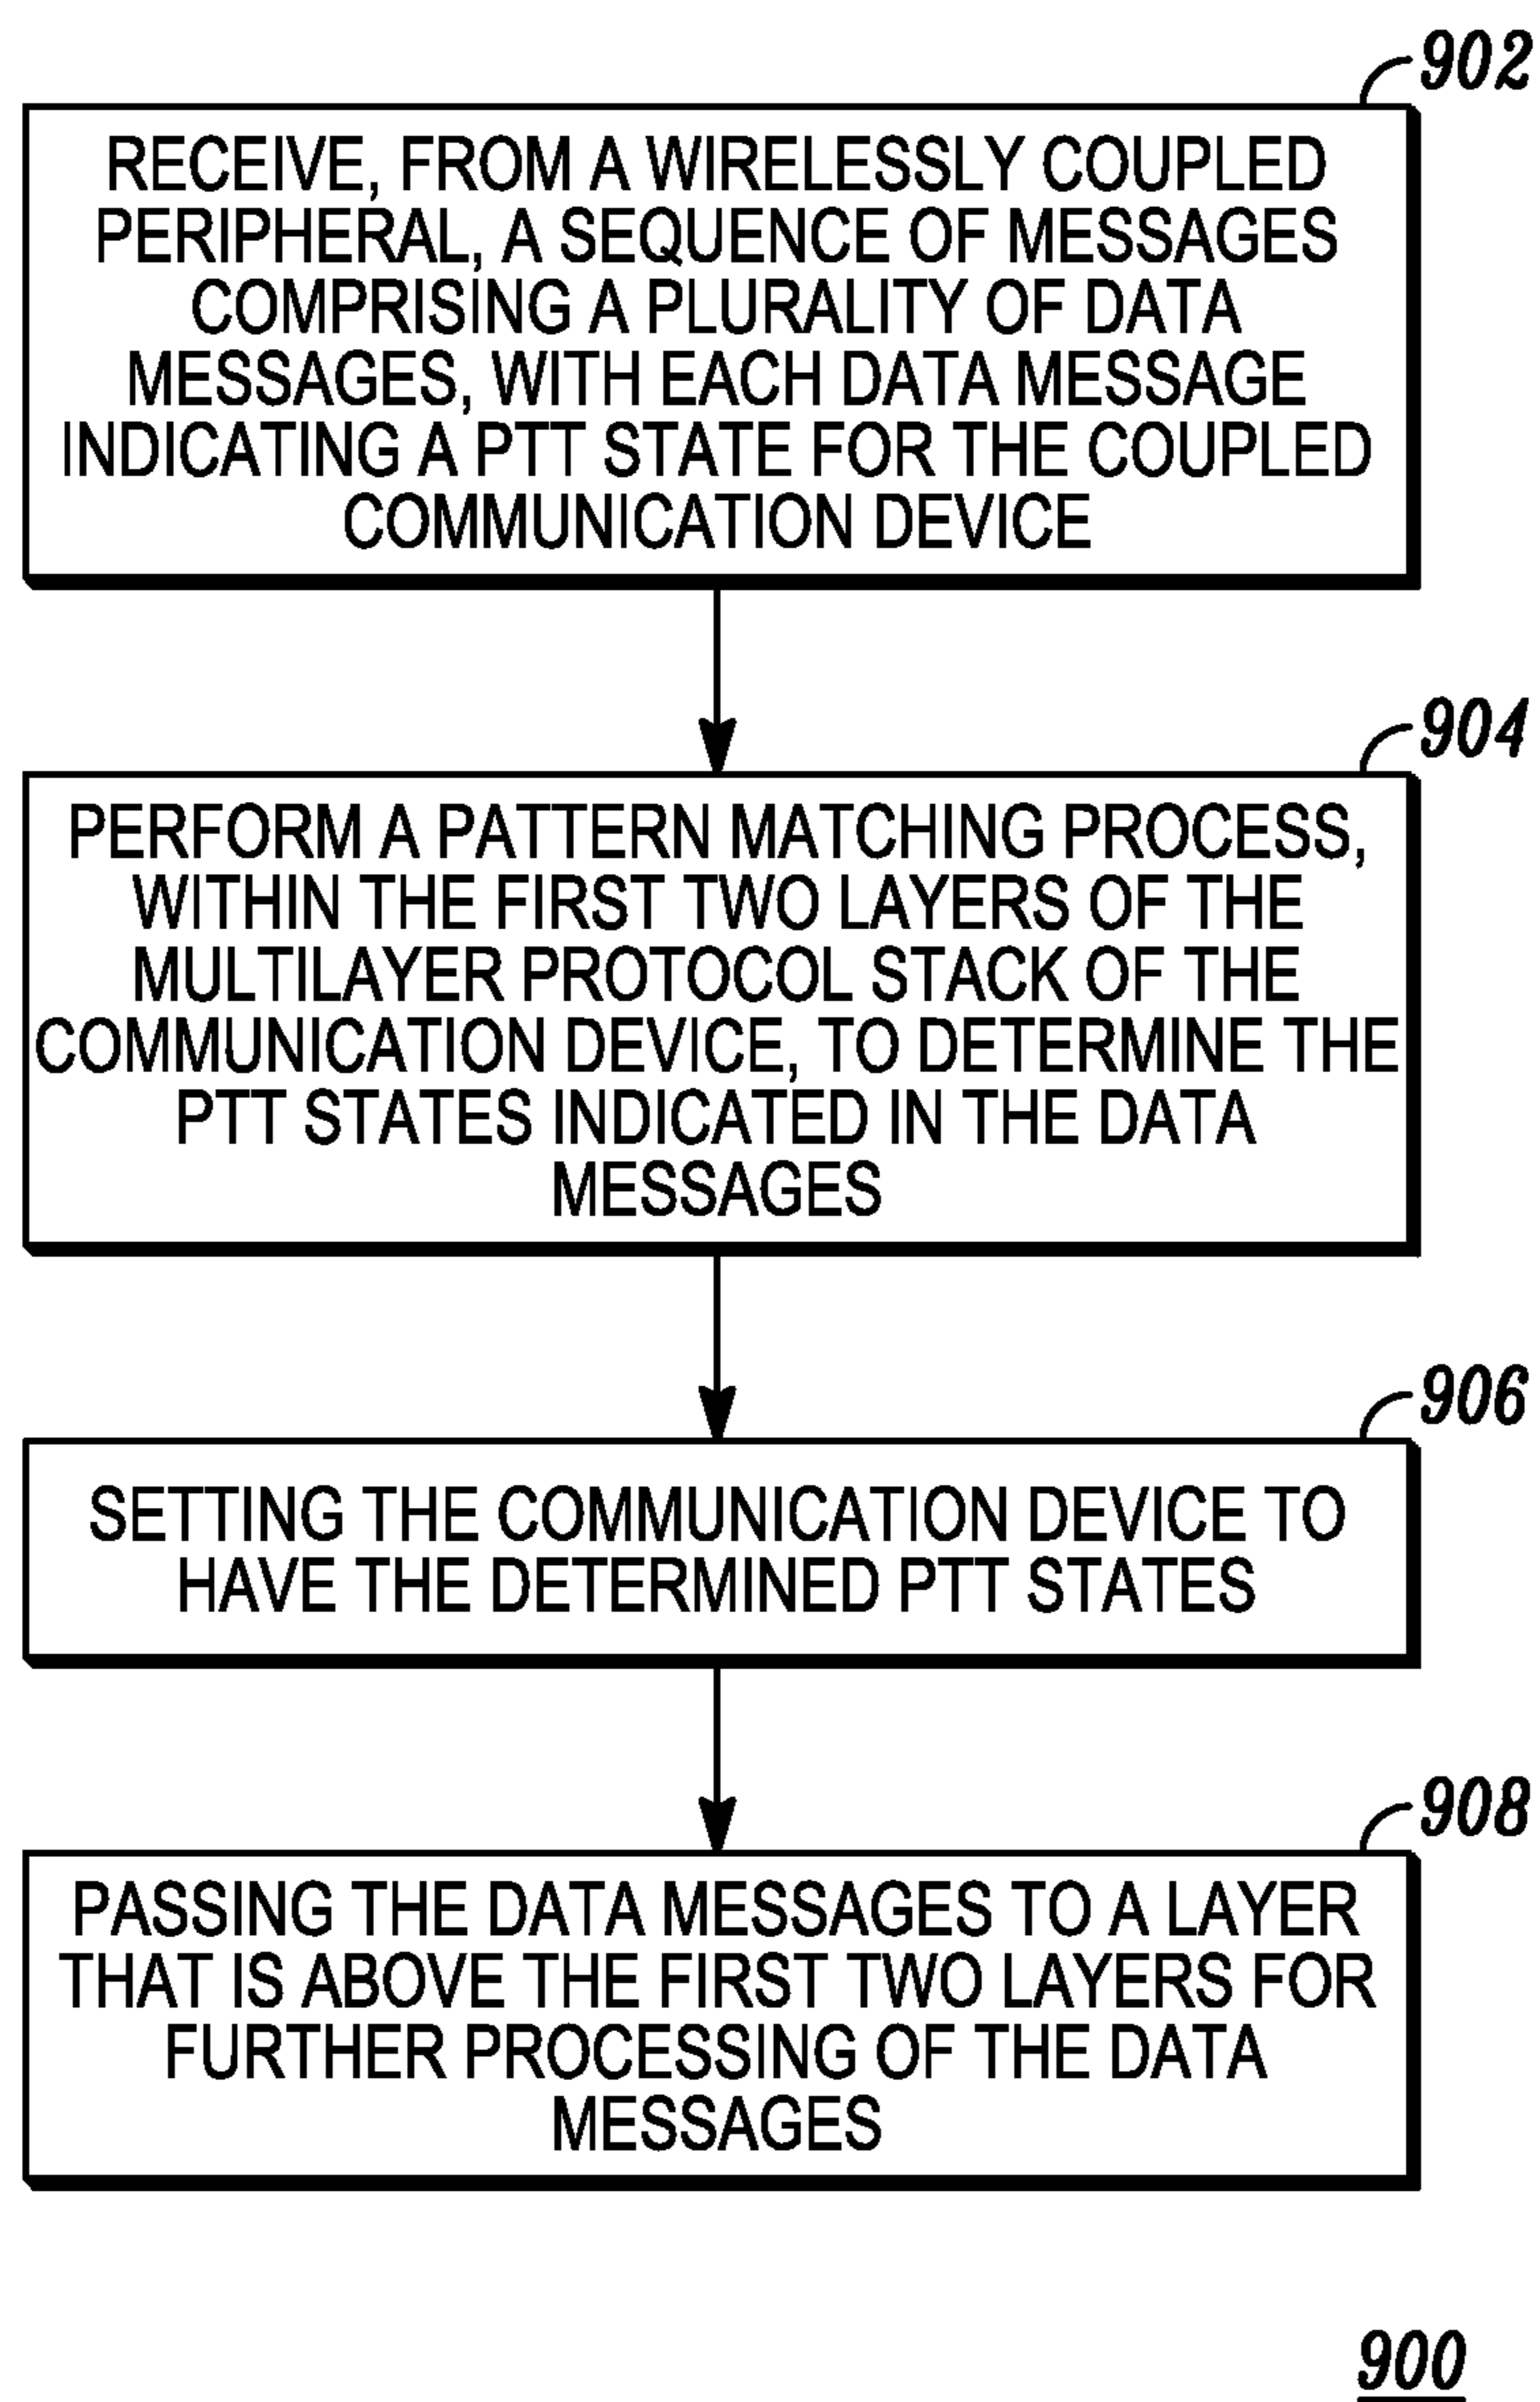 902
RECEIVE, FROM A WIRELESSLY COUPLED
PERIPHERAL, A SEQUENCE OF MESSAGES
COMPRISING A PLURALITY OF DATA
MESSAGES, WITH EACH DATA MESSAGE
INDICATING A PTT STATE FOR THE COUPLED
COMMUNICATION DEVICE
904
PERFORM A PATTERN MATCHING PROCESS,
WITHIN THE FIRST TWO LAYERS OF THE
MULTILAYER PROTOCOL STACK OF THE
COMMUNICATION DEVICE, TO DETERMINE THE
PTT STATES INDICATED IN THE DATA
MESSAGES
906
SETTING THE COMMUNICATION DEVICE TO
HAVE THE DETERMINED PTT STATES
908
PASSING THE DATA MESSAGES TO A LAYER
THAT IS ABOVE THE FIRST TWO LAYERS FOR
FURTHER PROCESSING OF THE DATA
MESSAGES
900